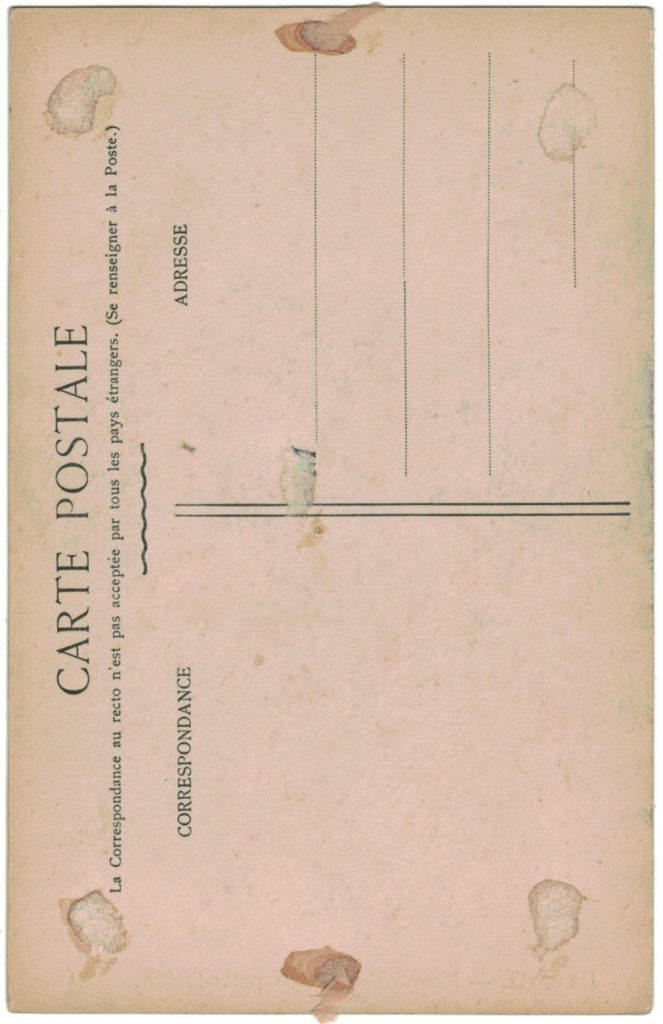 CARTE POSTALE
La Correspondance au recto n'est pas acceptée par tous les pays étrangers. (Se renseigner à la Poste.)
CORRESPONDANCE
ADRESSE
M